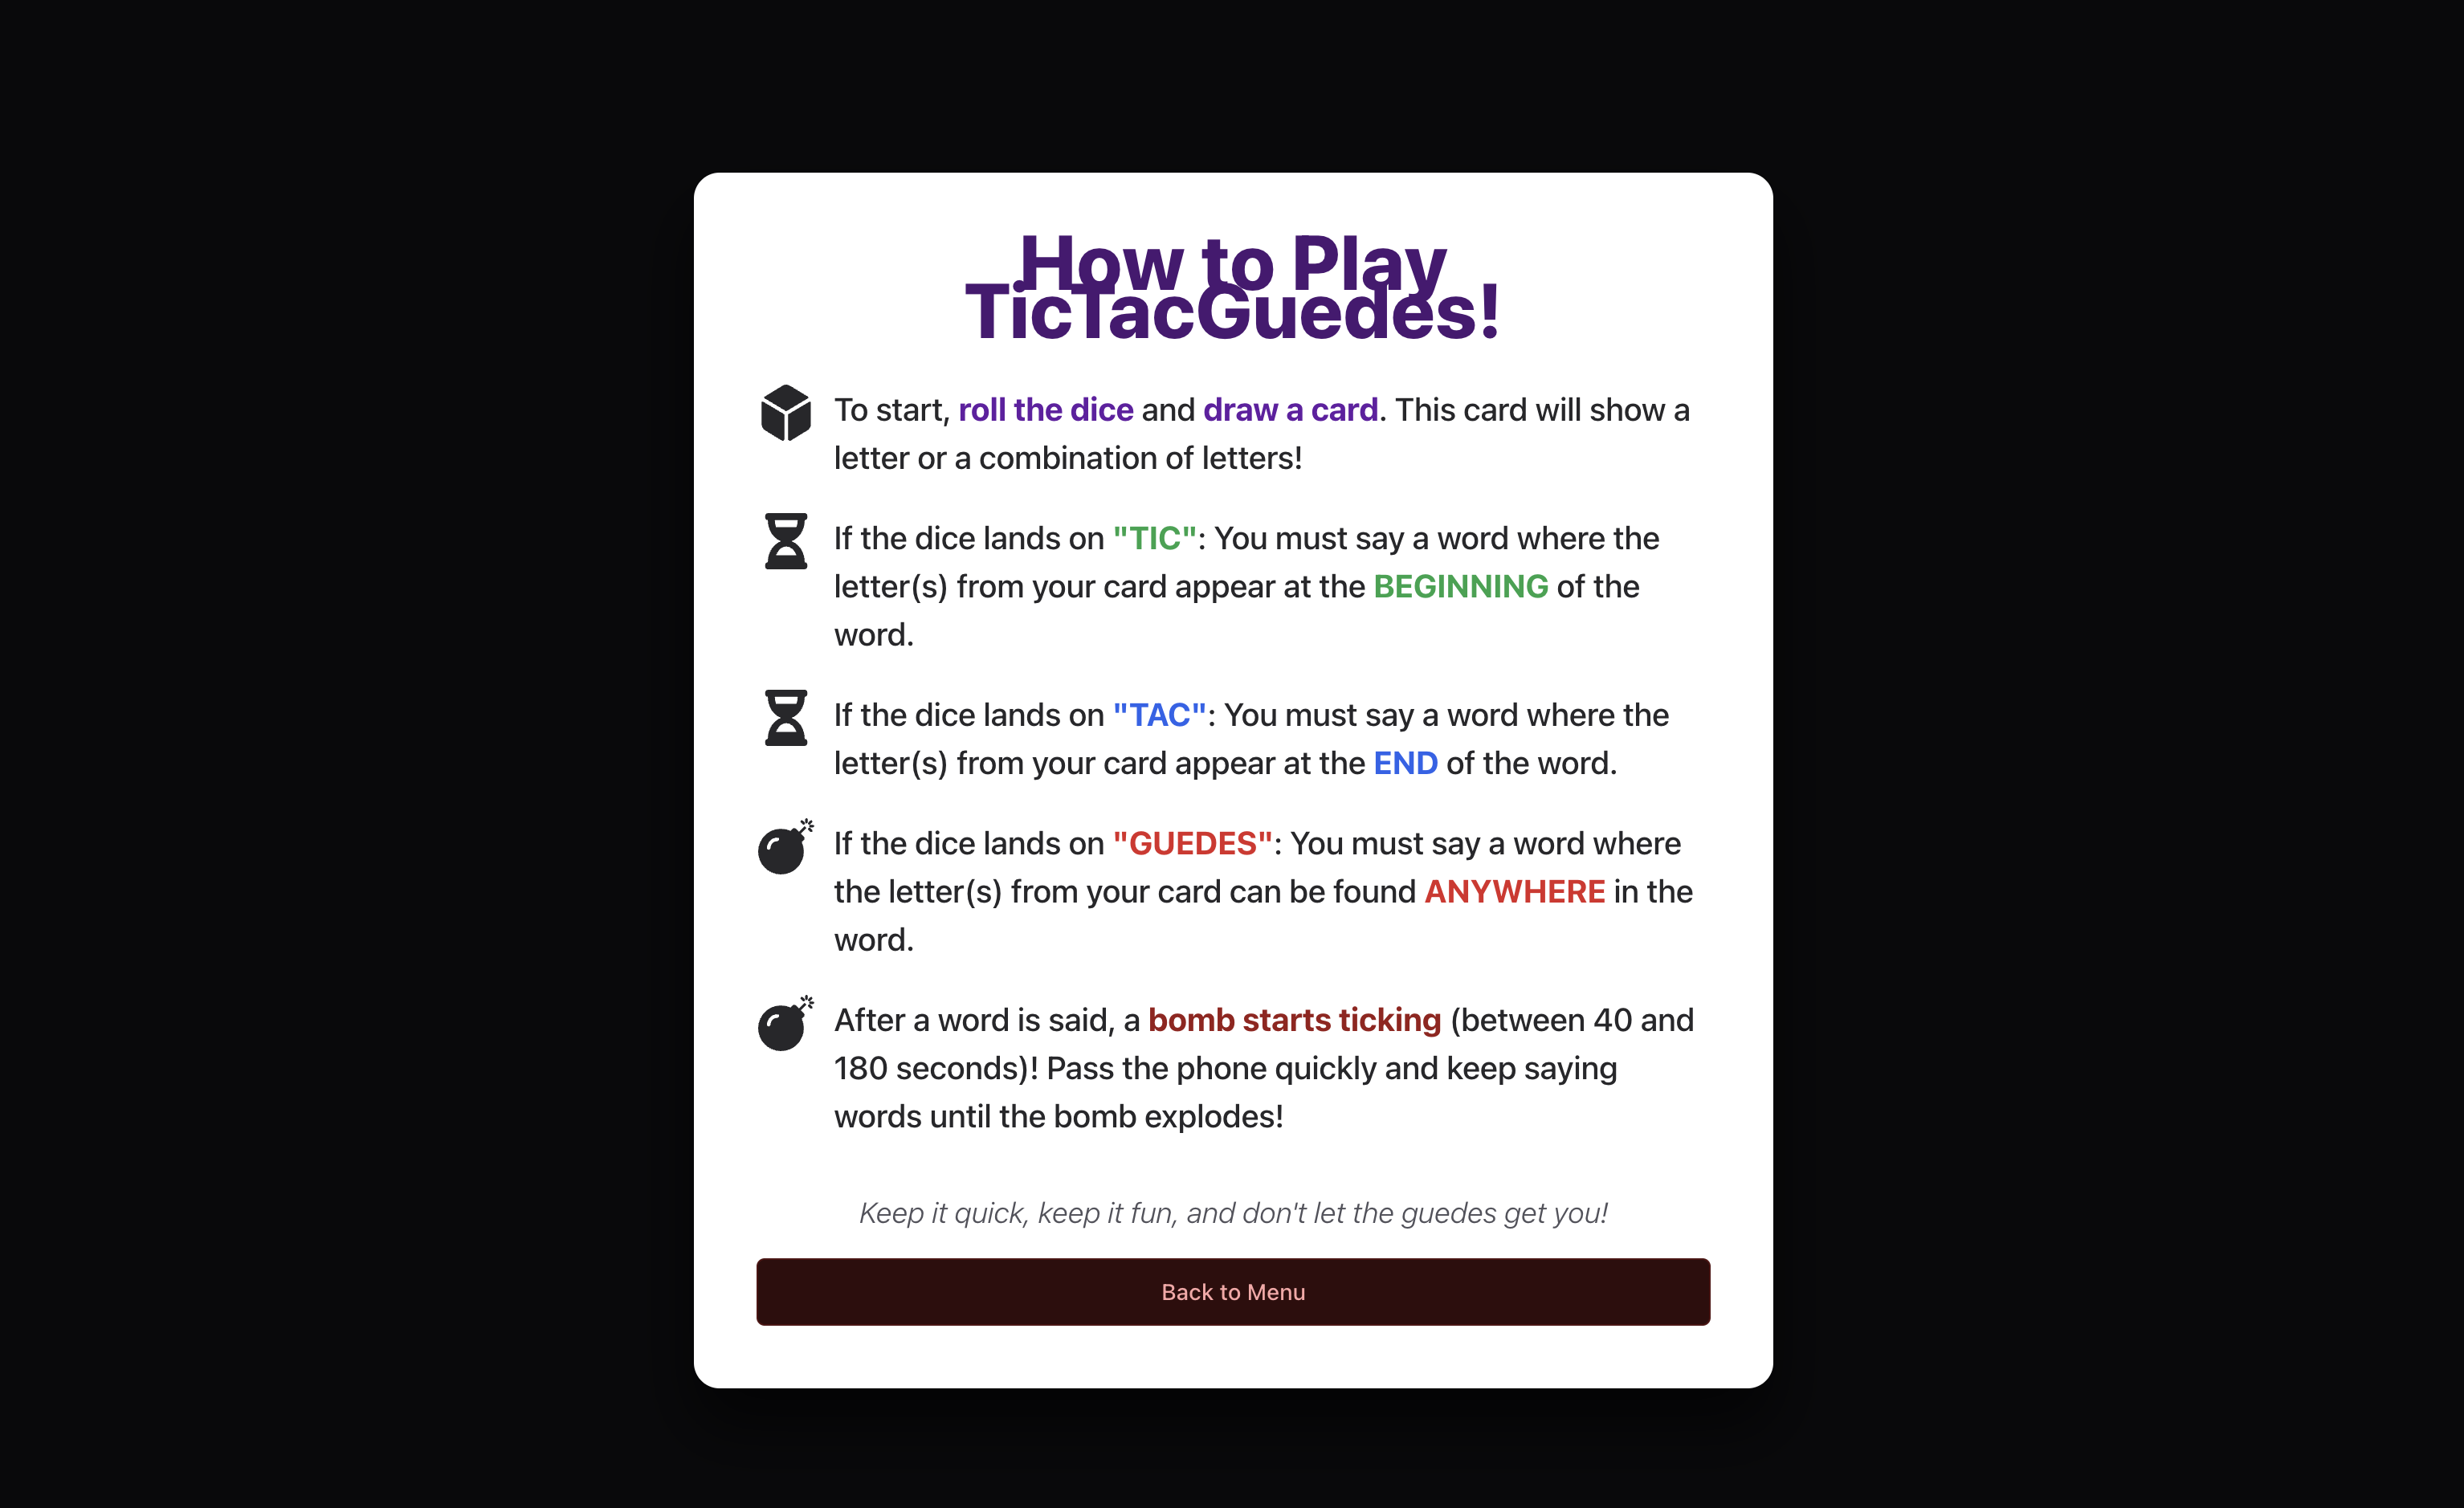 How to Play
TicTacGuedes!
To start, roll the dice and draw a card. This card will show a
letter or a combination of letters!
If the dice lands on "TIC": You must say a word where the
letter(s) from your card appear at the BEGINNING of the
word.
If the dice lands on "TAC": You must say a word where the
letter(s) from your card appear at the END of the word.
If the dice lands on "GUEDES": You must say a word where
the letter(s) from your card can be found ANYWHERE in the
word.
After a word is said, a bomb starts ticking (between 40 and
180 seconds)! Pass the phone quickly and keep saying
words until the bomb explodes!
Keep it quick, keep it fun, and don't let the guedes get you!
Back to Menu